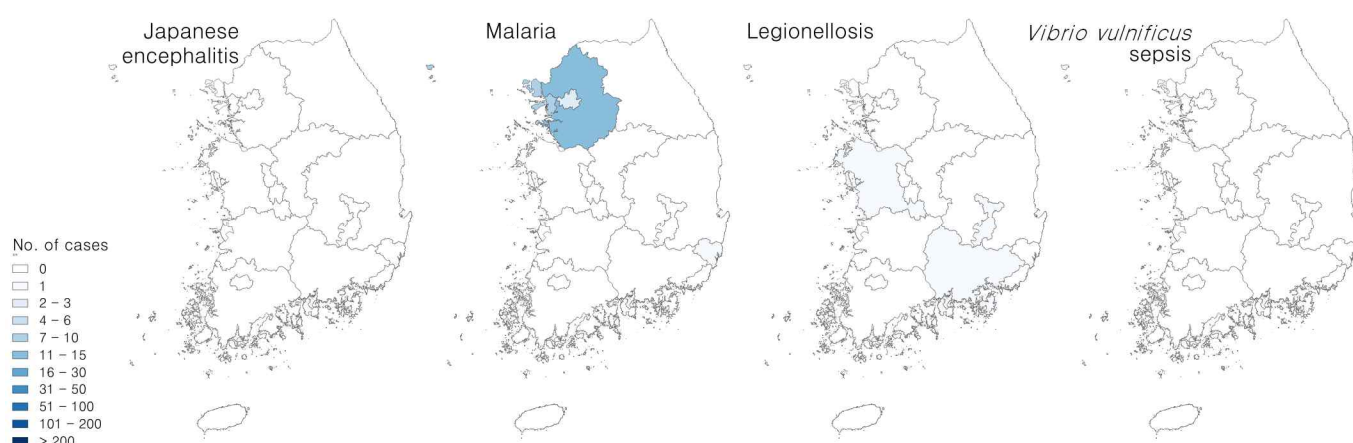 Japanese
encephalitis
Malaria
Legionellosis
Vibrio vulnificus
sepsis
No. of cases
0
1
2 – 3
4 – 6
7 – 10
11 – 15
16 – 30
31 – 50
51 – 100
101 – 200
> 200